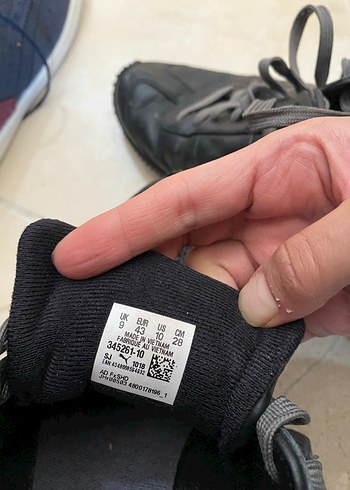 UK EUR US CM
9 43 10 28
MADE IN VIETNAM
FABRIQUE AU VIETNAM
345261-10
SJ 1018